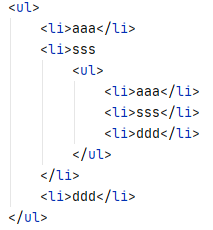 <ul>
    <li>aaa</li>
    <li>sss
        <ul>
            <li>aaa</li>
            <li>sss</li>
            <li>ddd</li>
        </ul>
    </li>
    <li>ddd</li>
</ul>